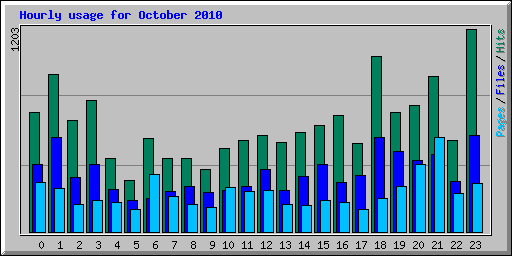 Hourly usage for October 2010
1203
Pages/Files/Hits
0 1 2 3 4 5 6 7 8 9 10 11 12 13 14 15 16 17 18 19 20 21 22 23